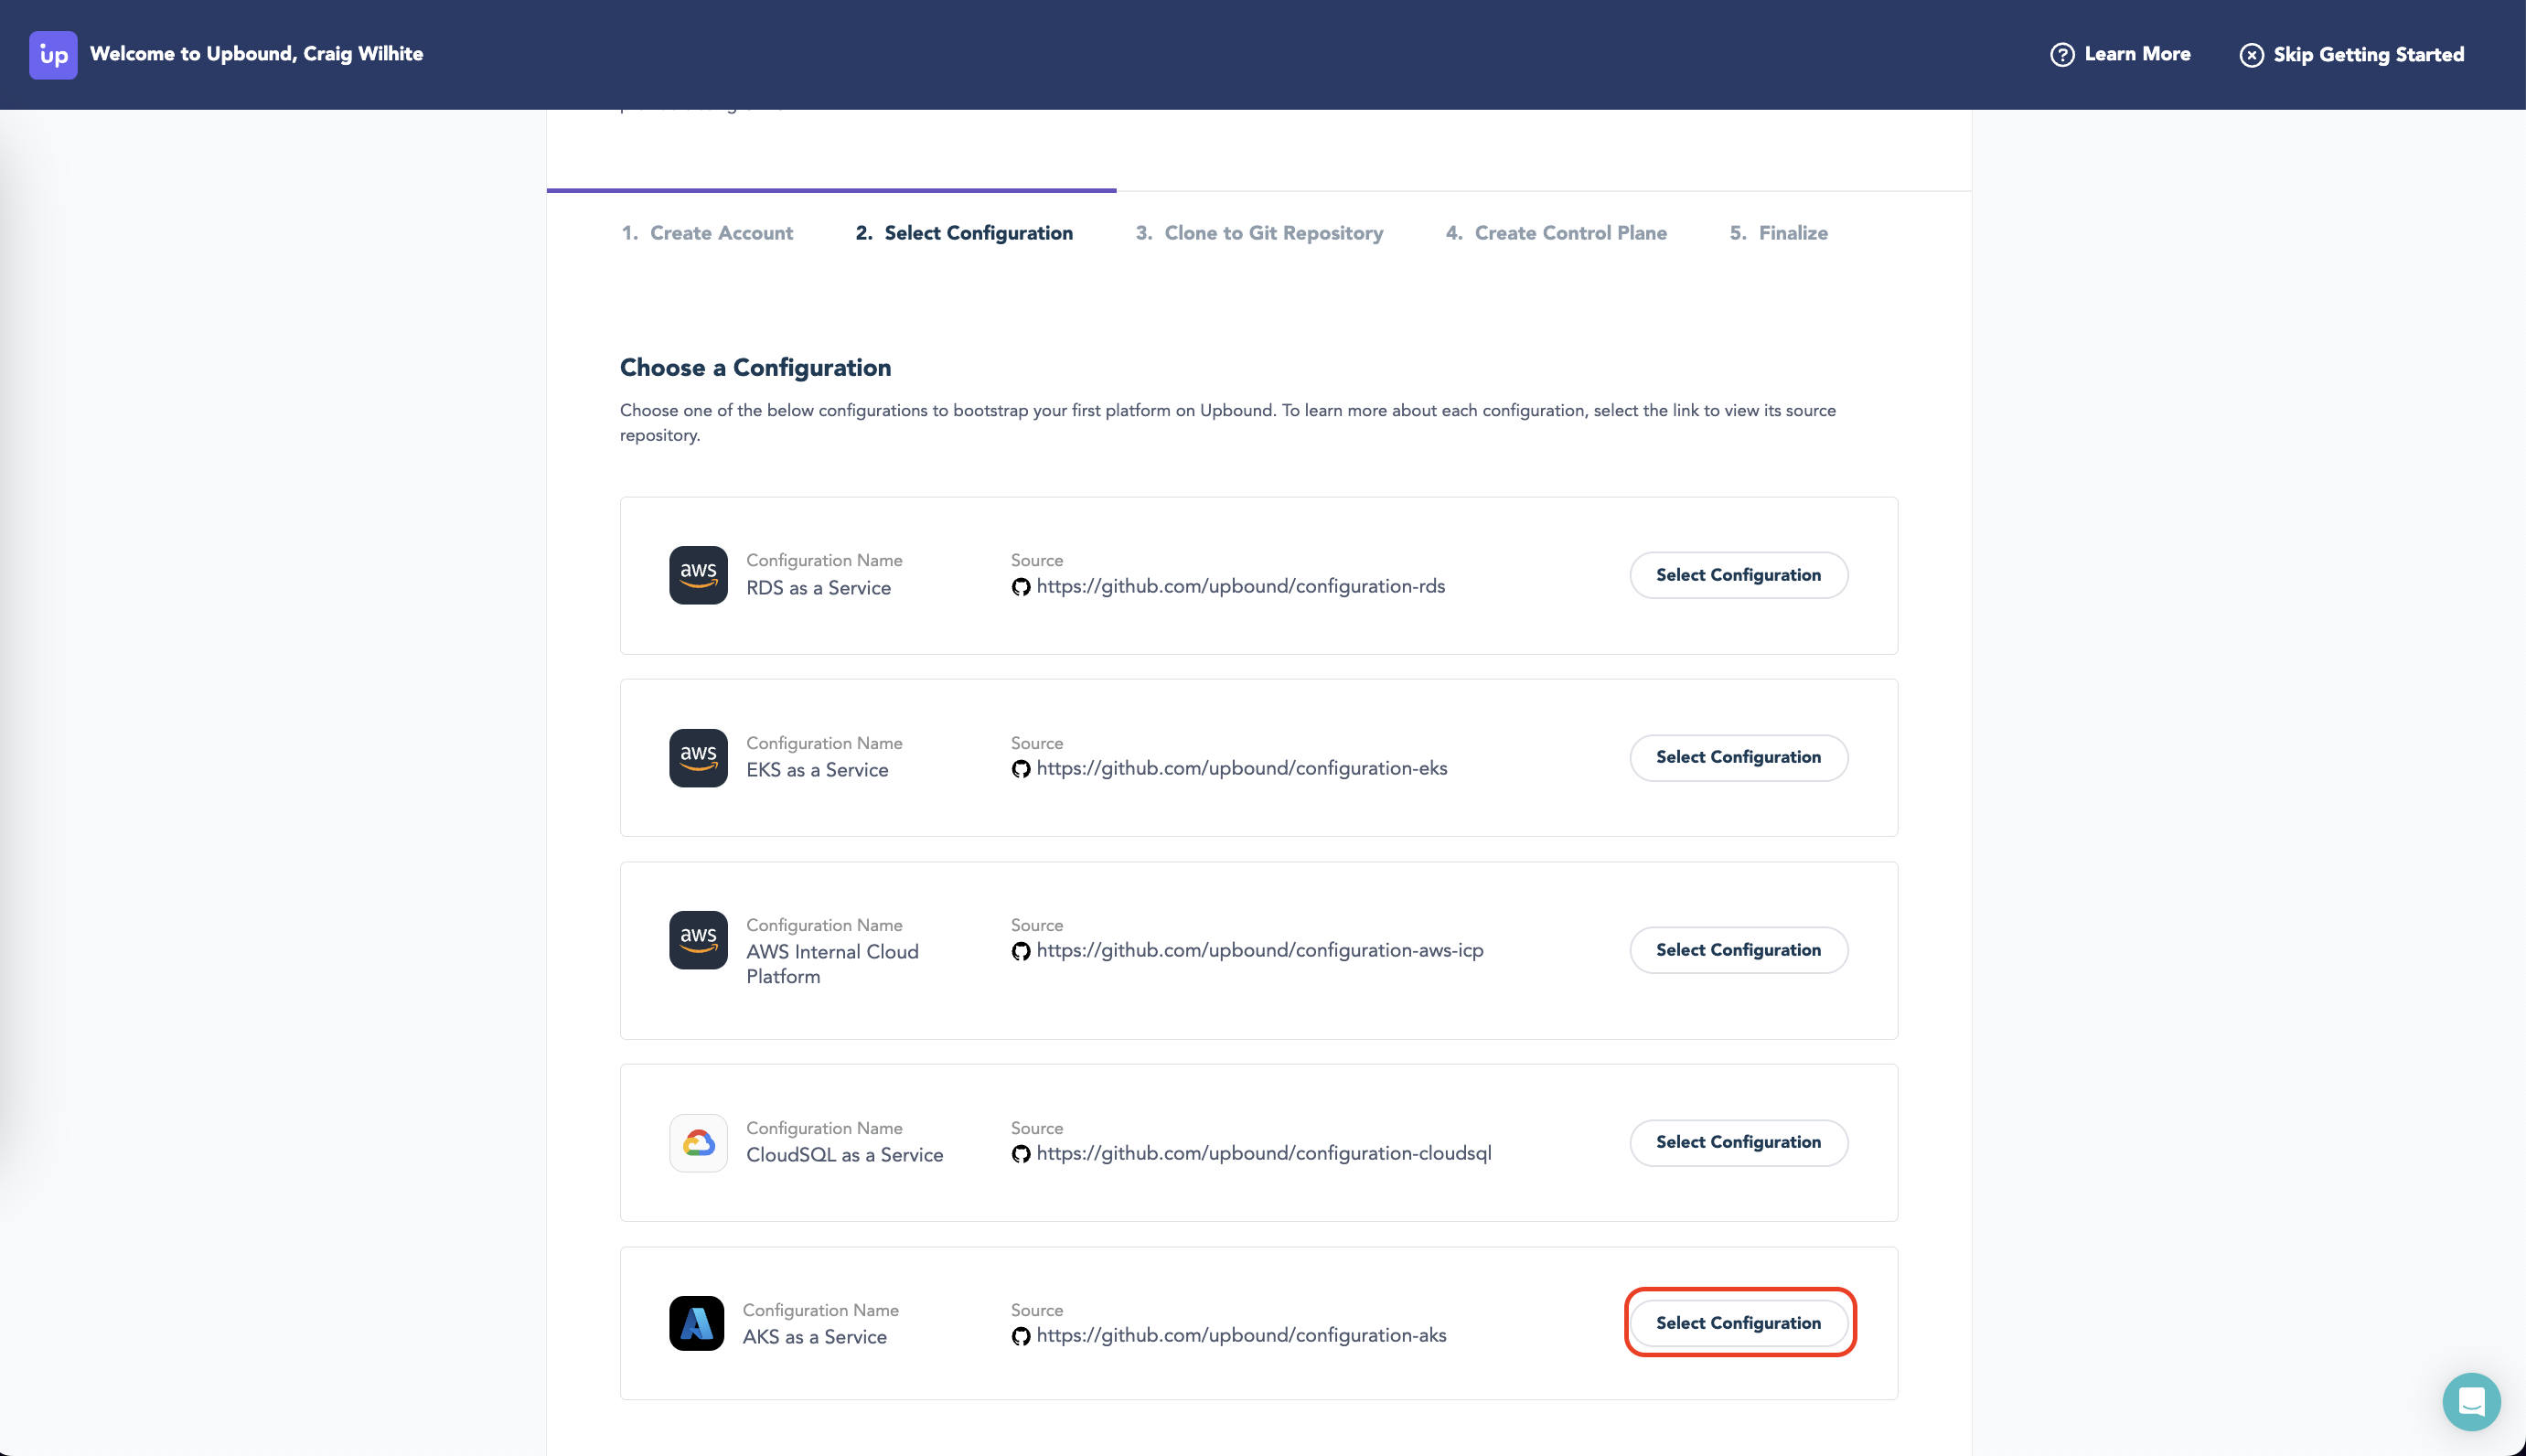 up Welcome to Upbound, Craig Wilhite
Learn More
Skip Getting Started
1. Create Account
2. Select Configuration
3. Clone to Git Repository
4. Create Control Plane
5. Finalize
Choose a Configuration
Choose one of the below configurations to bootstrap your first platform on Upbound. To learn more about each configuration, select the link to view its source
repository.
aws
Configuration Name
RDS as a Service
Source
https://github.com/upbound/configuration-rds
Select Configuration
aws
Configuration Name
EKS as a Service
Source
https://github.com/upbound/configuration-eks
Select Configuration
aws
Configuration Name
AWS Internal Cloud
Platform
Source
https://github.com/upbound/configuration-aws-icp
Select Configuration
Configuration Name
CloudSQL as a Service
Source
https://github.com/upbound/configuration-cloudsql
Select Configuration
Configuration Name
AKS as a Service
Source
https://github.com/upbound/configuration-aks
Select Configuration